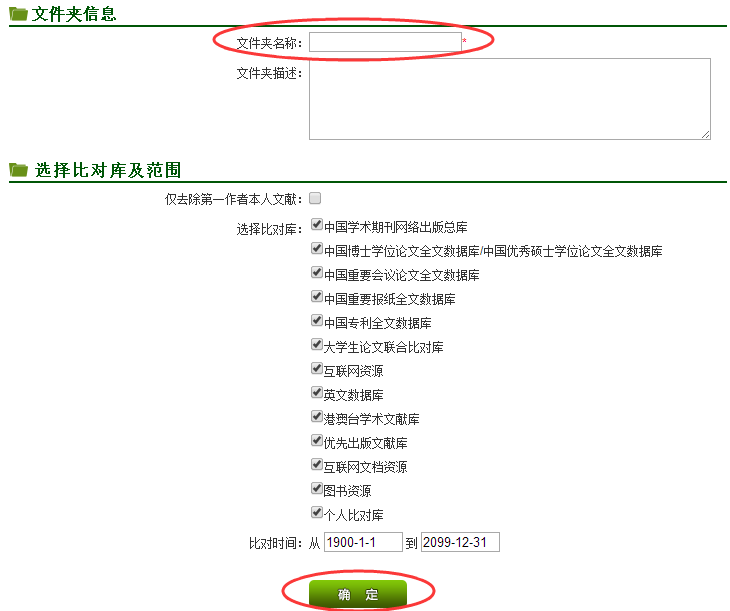 文件夹信息
文件夹名称： *
文件夹描述：
选择比对库及范围
仅去除第一作者本人文献：
选择比对库： 中国学术期刊网络出版总库
中国博士学位论文全文数据库/中国优秀硕士学位论文全文数据库
中国重要会议论文全文数据库
中国重要报纸全文数据库
中国专利全文数据库
大学生论文联合比对库
互联网资源
英文数据库
港澳台学术文献库
优先出版文献库
互联网文档资源
图书资源
个人比对库
比对时间： 从 1900-1-1 到 2099-12-31
确 定